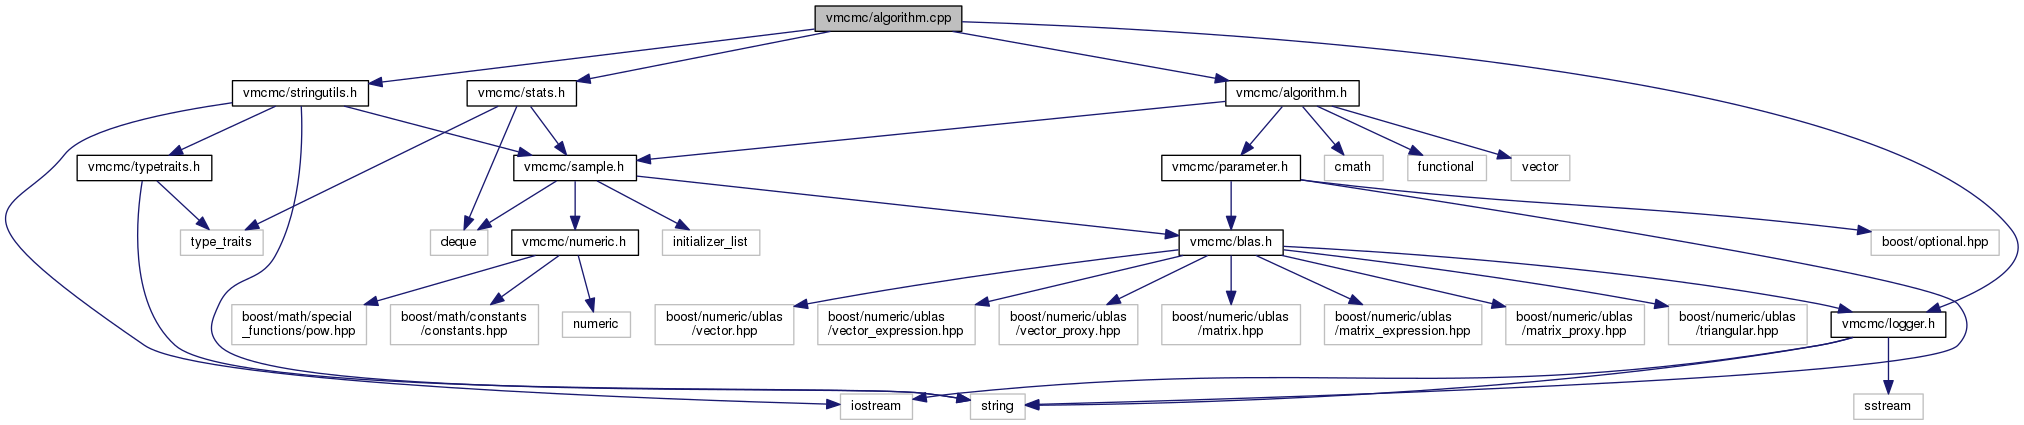 vmcmc/algorithm.cpp
vmcmc/stringutils.h
vmcmc/stats.h
vmcmc/algorithm.h
vmcmc/typetraits.h
vmcmc/sample.h
vmcmc/parameter.h
cmath
functional
vector
type_traits
deque
vmcmc/numeric.h
initializer_list
vmcmc/blas.h
boost/optional.hpp
boost/math/special
_functions/pow.hpp
boost/math/constants
/constants.hpp
numeric
boost/numeric/ublas
/vector.hpp
boost/numeric/ublas
/vector_expression.hpp
boost/numeric/ublas
/vector_proxy.hpp
boost/numeric/ublas
/matrix.hpp
boost/numeric/ublas
/matrix_expression.hpp
boost/numeric/ublas
/matrix_proxy.hpp
boost/numeric/ublas
/triangular.hpp
vmcmc/logger.h
iostream
string
sstream